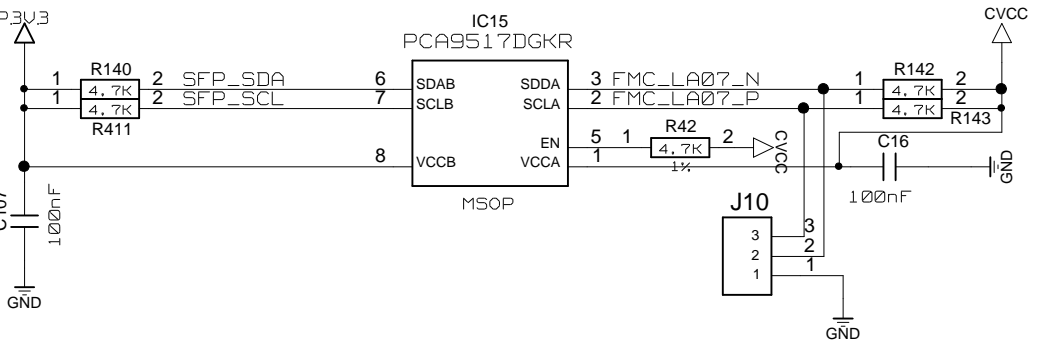 P3V3
CVCC
IC15
PCA9517DGKR
1 R140 2 SFP_SDA 6 SDAB SDDA 3 FMC_LA07_N 1 R142 2
4.7K 4.7K
1 2 SFP_SCL 7 SCLB SCLA 2 FMC_LA07_P 1 2
4.7K 4.7K
R411 R143
EN 5 1 R42 2 CVCC
4.7K
1%
8 VCCB VCCA 1
C16
100nF
GND
MSOP
100nF
GND
J10
3 3
2 2
1 1
GND